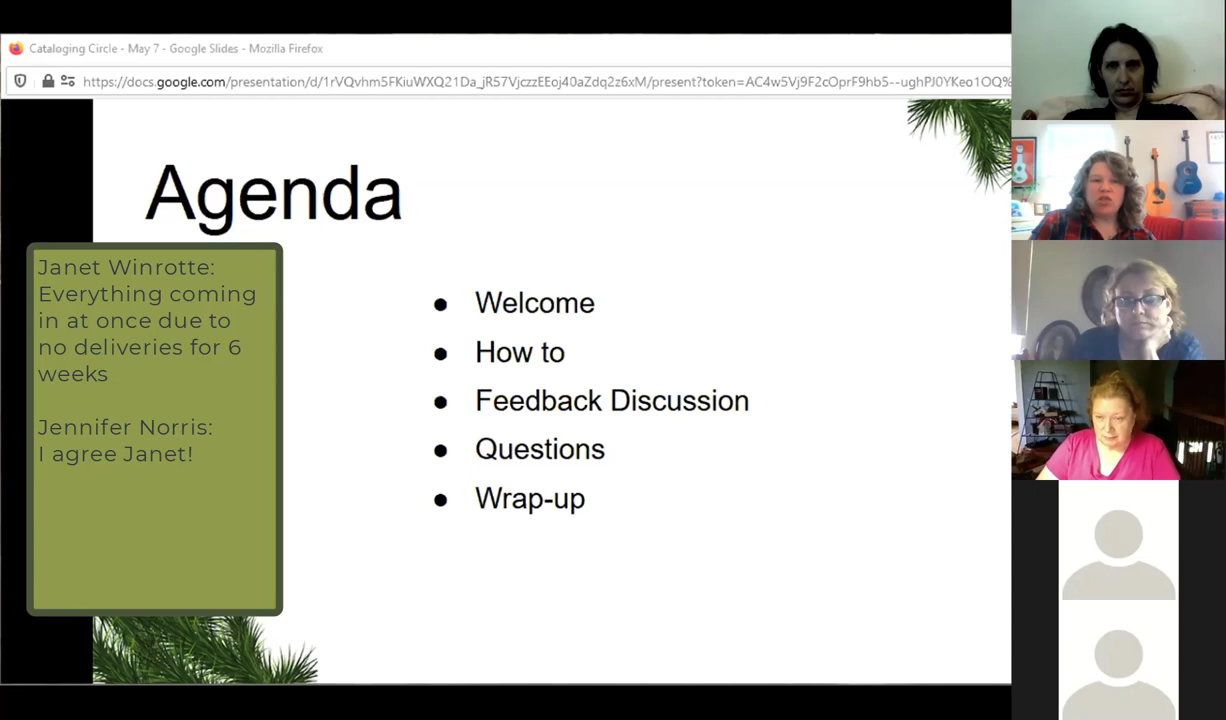 Cataloging Circle - May 7 - Google Slides - Mozilla Firefox
https://docs.google.com/presentation/d/1rVQvhm5FKiuWXQ21Da_jR57VjczzEEoj40aZdq2z6xM/present?token=AC4w5Vj9F2cOprF9hb5--ughPJ0YKeo1OQ%
Agenda
Janet Winrotte:
Everything coming
in at once due to
no deliveries for 6
weeks
Jennifer Norris:
I agree Janet!
● Welcome
● How to
● Feedback Discussion
● Questions
● Wrap-up